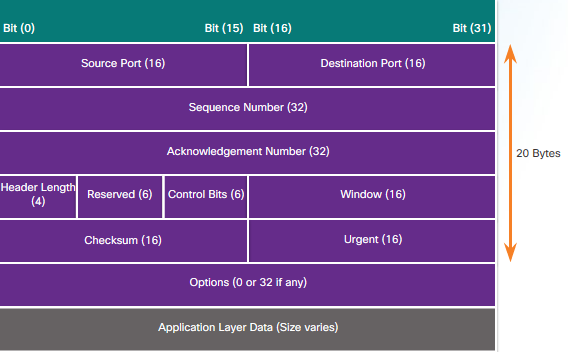 Bit (0) Bit (15) Bit (16) Bit (31)
Source Port (16) Destination Port (16)
Sequence Number (32)
20 Bytes
Acknowledgement Number (32)
Header Length
(4)
Reserved (6)
Control Bits (6)
Window (16)
Checksum (16) Urgent (16)
Options (0 or 32 if any)
Application Layer Data (Size varies)